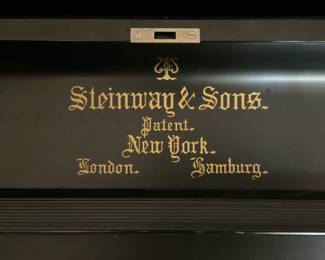 Steinway & Sons.
Patent.
New York.
London. Hamburg.